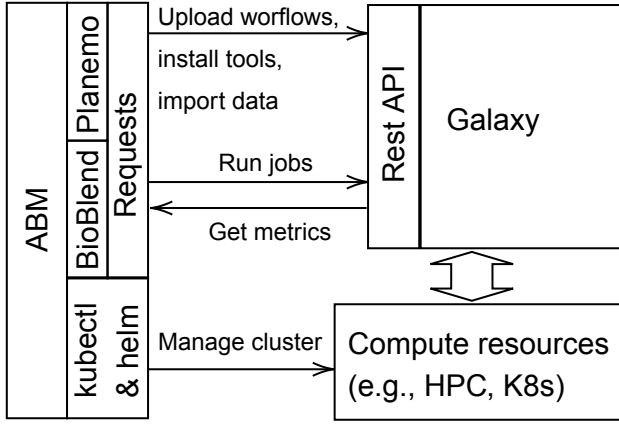 ABM
Planemo
BioBlend
Requests
kubectl
& helm
Upload worflows,
install tools,
import data
Run jobs
Get metrics
Manage cluster
Rest API
Galaxy
Compute resources
(e.g., HPC, K8s)